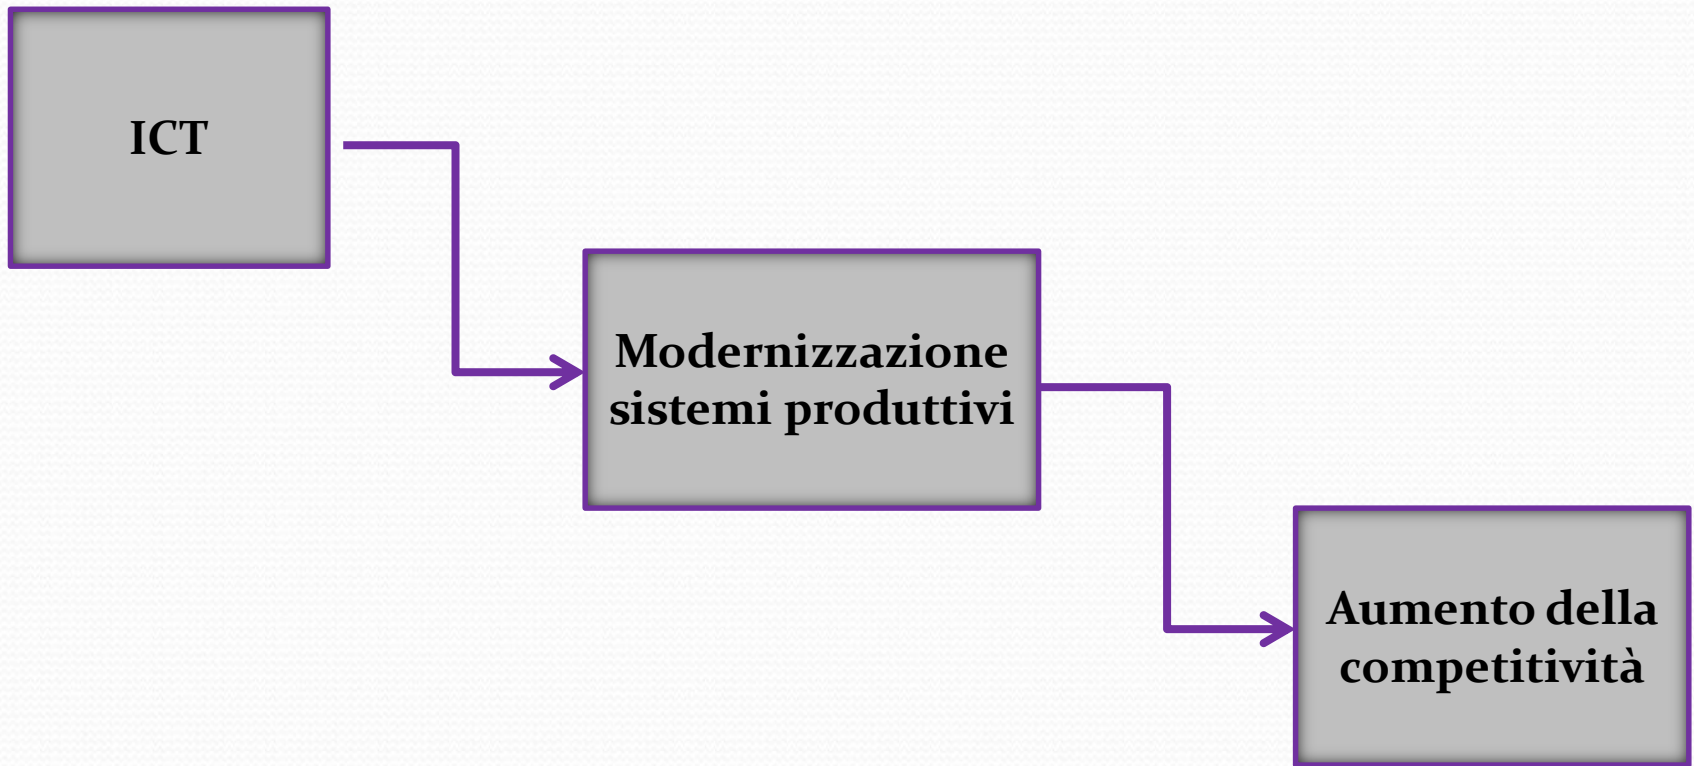 ICT
Modernizzazione
sistemi produttivi
Aumento della
competitività